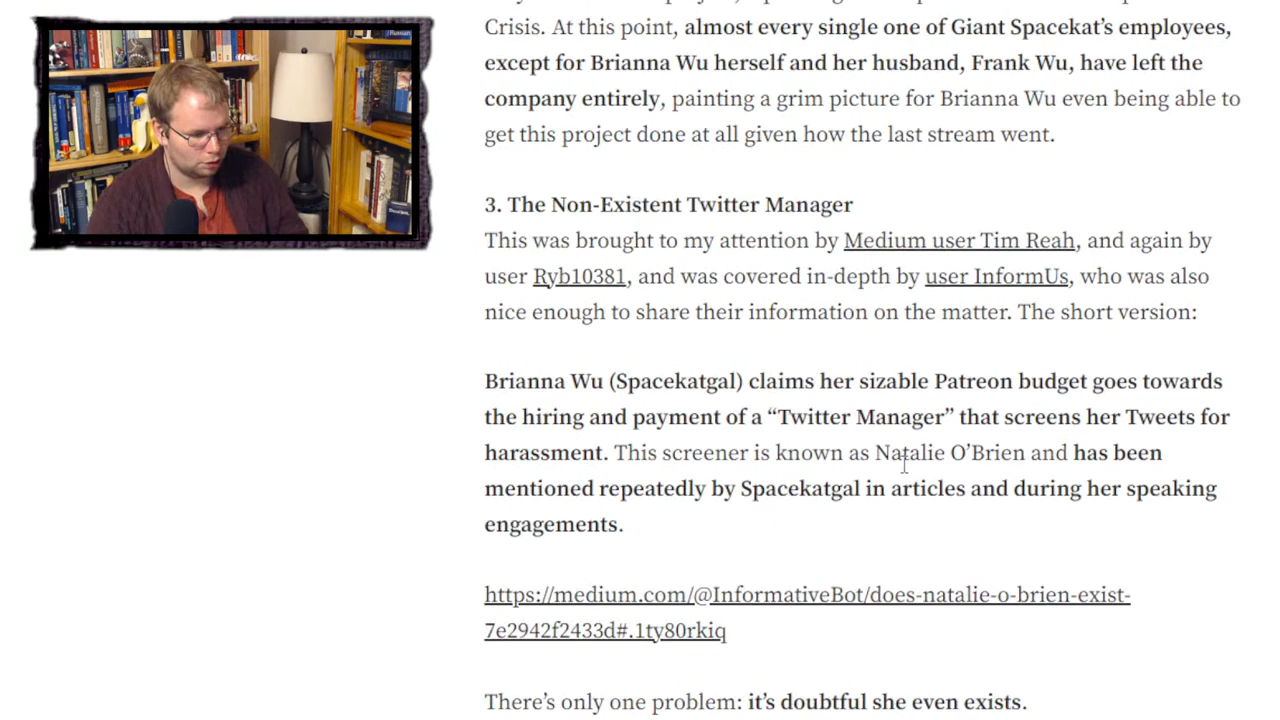 Crisis. At this point, almost every single one of Giant Spacekat’s employees,
except for Brianna Wu herself and her husband, Frank Wu, have left the
company entirely, painting a grim picture for Brianna Wu even being able to
get this project done at all given how the last stream went.
3. The Non-Existent Twitter Manager
This was brought to my attention by Medium user Tim Reah, and again by
user Ryb10381, and was covered in-depth by user InformUs, who was also
nice enough to share their information on the matter. The short version:
Brianna Wu (Spacekatgal) claims her sizable Patreon budget goes towards
the hiring and payment of a “Twitter Manager” that screens her Tweets for
harassment. This screener is known as Natalie O’Brien and has been
mentioned repeatedly by Spacekatgal in articles and during her speaking
engagements.
https://medium.com/@InformativeBot/does-natalie-o-brien-exist-
7e2942f2433d#.1ty80rkiq
There’s only one problem: it’s doubtful she even exists.